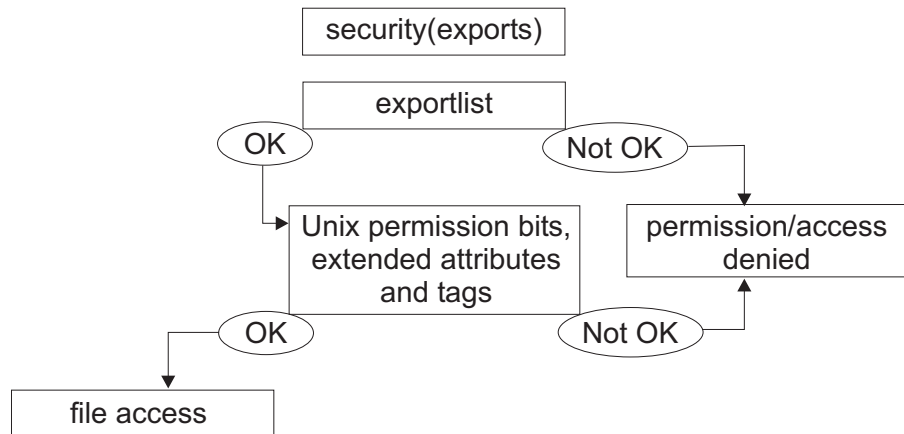 security(exports)
exportlist
OK
Not OK
Unix permission bits,
extended attributes
and tags
permission/access
denied
OK
Not OK
file access